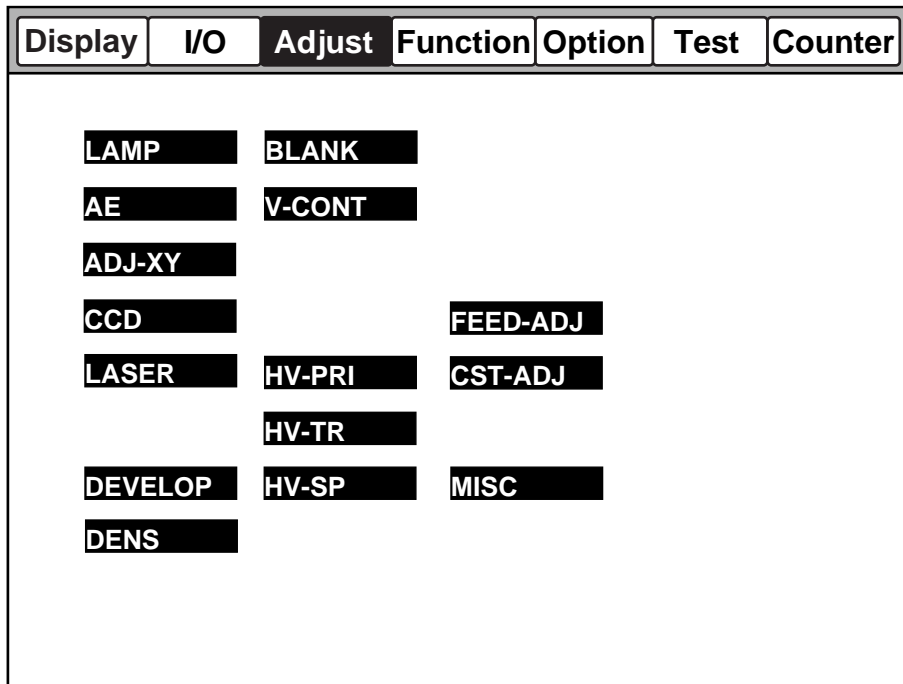 Display I/O Adjust Function Option Test Counter
LAMP BLANK
AE V-CONT
ADJ-XY
CCD FEED-ADJ
LASER HV-PRI CST-ADJ
HV-TR
DEVELOP HV-SP MISC
DENS